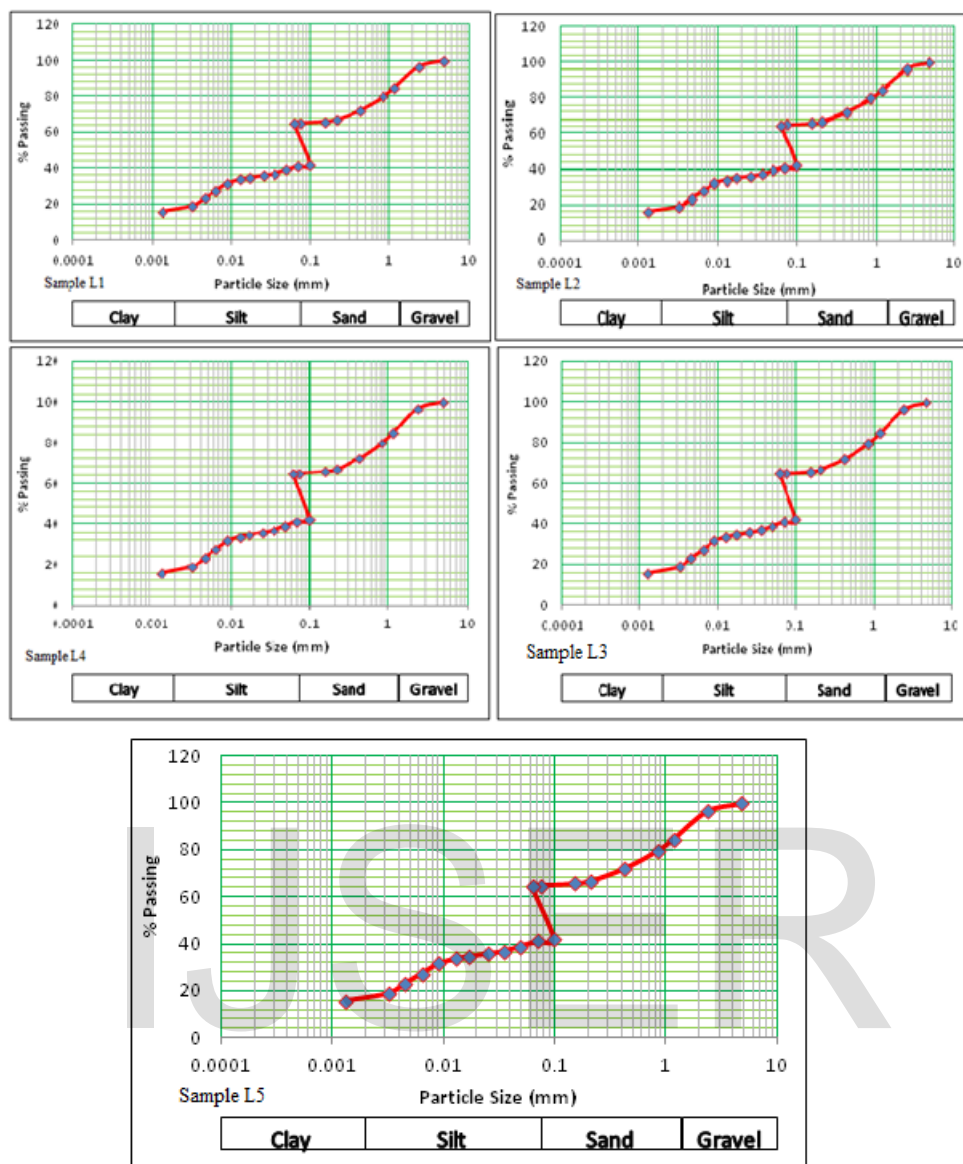 120
100
80
60
40
20
0
% Passing
0.0001 0.001 0.01 0.1 1 10
Sample L1
Particle Size (mm)
Clay Silt Sand Gravel
120
100
80
60
40
20
0
% Passing
0.0001 0.001 0.01 0.1 1 10
Sample L2
Particle Size (mm)
Clay Silt Sand Gravel
% Passing
0.001 0.01 0.1 1 10
Sample L4
Particle Size (mm)
Clay Silt Sand Gravel
120
100
80
60
40
20
0
% Passing
0.0001 0.001 0.01 0.1 1 10
Sample L3
Particle Size (mm)
Clay Silt Sand Gravel
120
100
80
60
40
20
0
% Passing
0.0001 0.001 0.01 0.1 1 10
Sample L5
Particle Size (mm)
Clay Silt Sand Gravel
IJSER